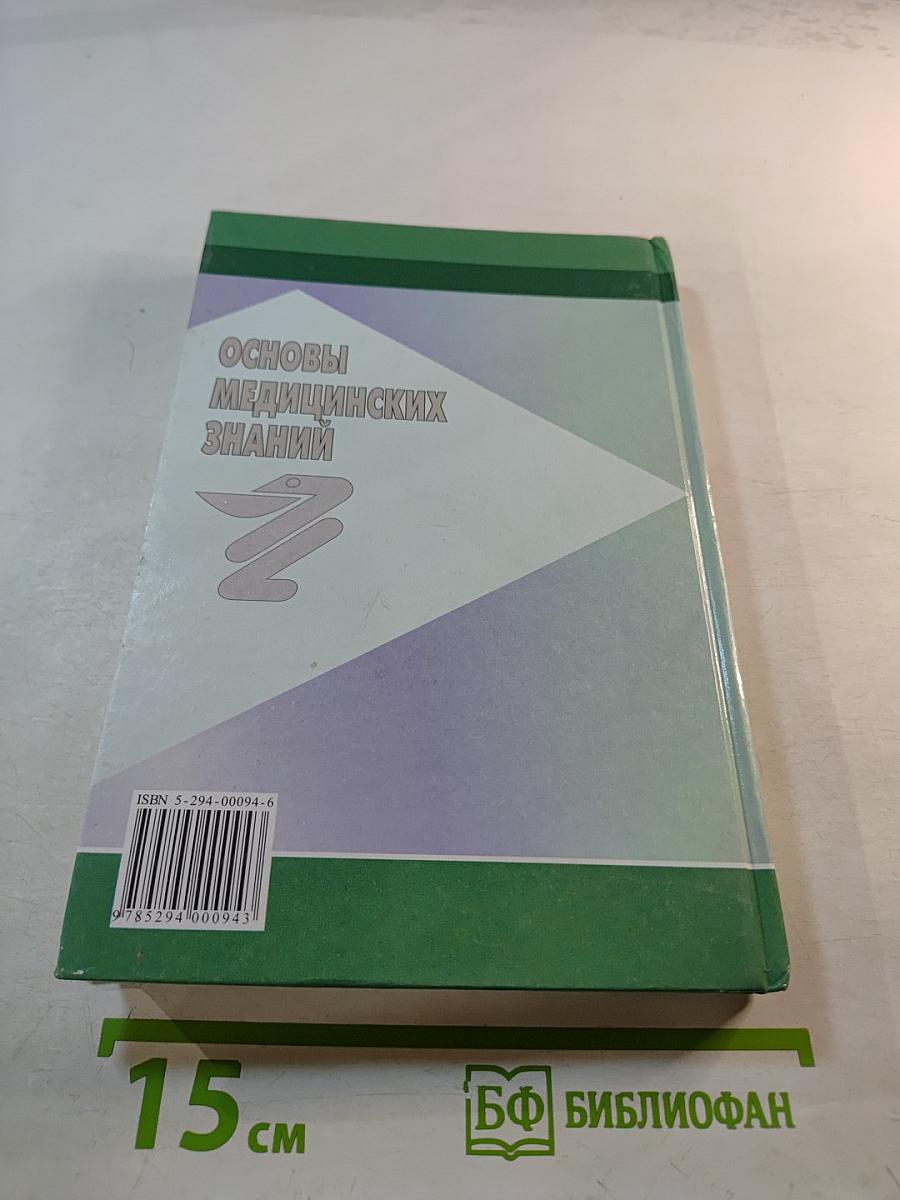 ОСНОВЫ
МЕДИЦИНСКИХ
ЗНАНИЙ
ISBN 5-294-00094-6
9 785294 000943
15 см
БФ БИБЛИОФАН